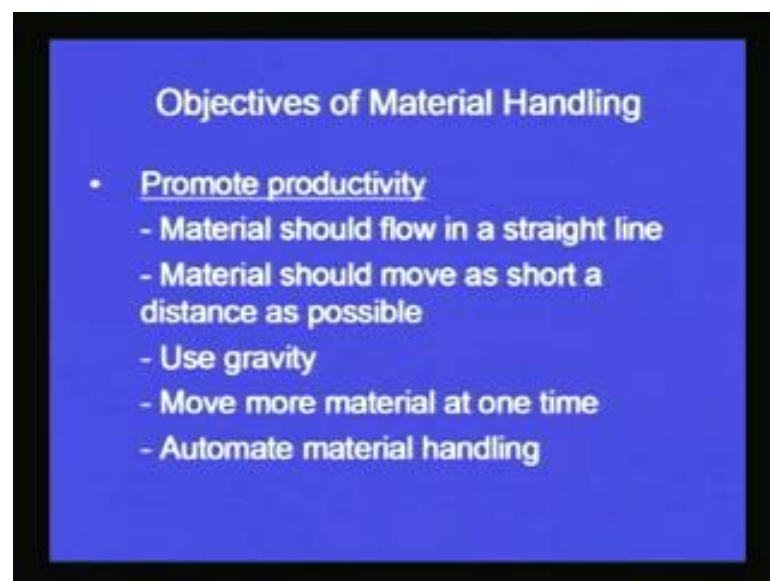 Objectives of Material Handling
• Promote productivity
- Material should flow in a straight line
- Material should move as short a
distance as possible
- Use gravity
- Move more material at one time
- Automate material handling